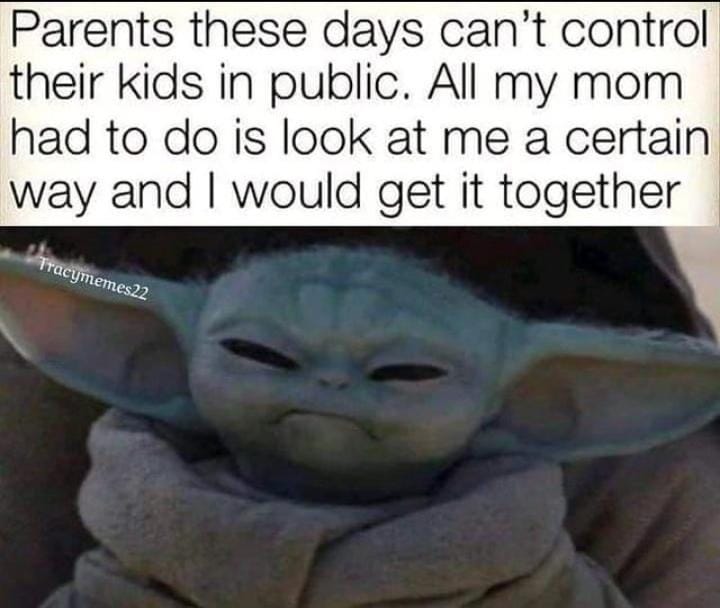 Parents these days can't control
their kids in public. All my mom
had to do is look at me a certain
way and I would get it together
Tracymemes22